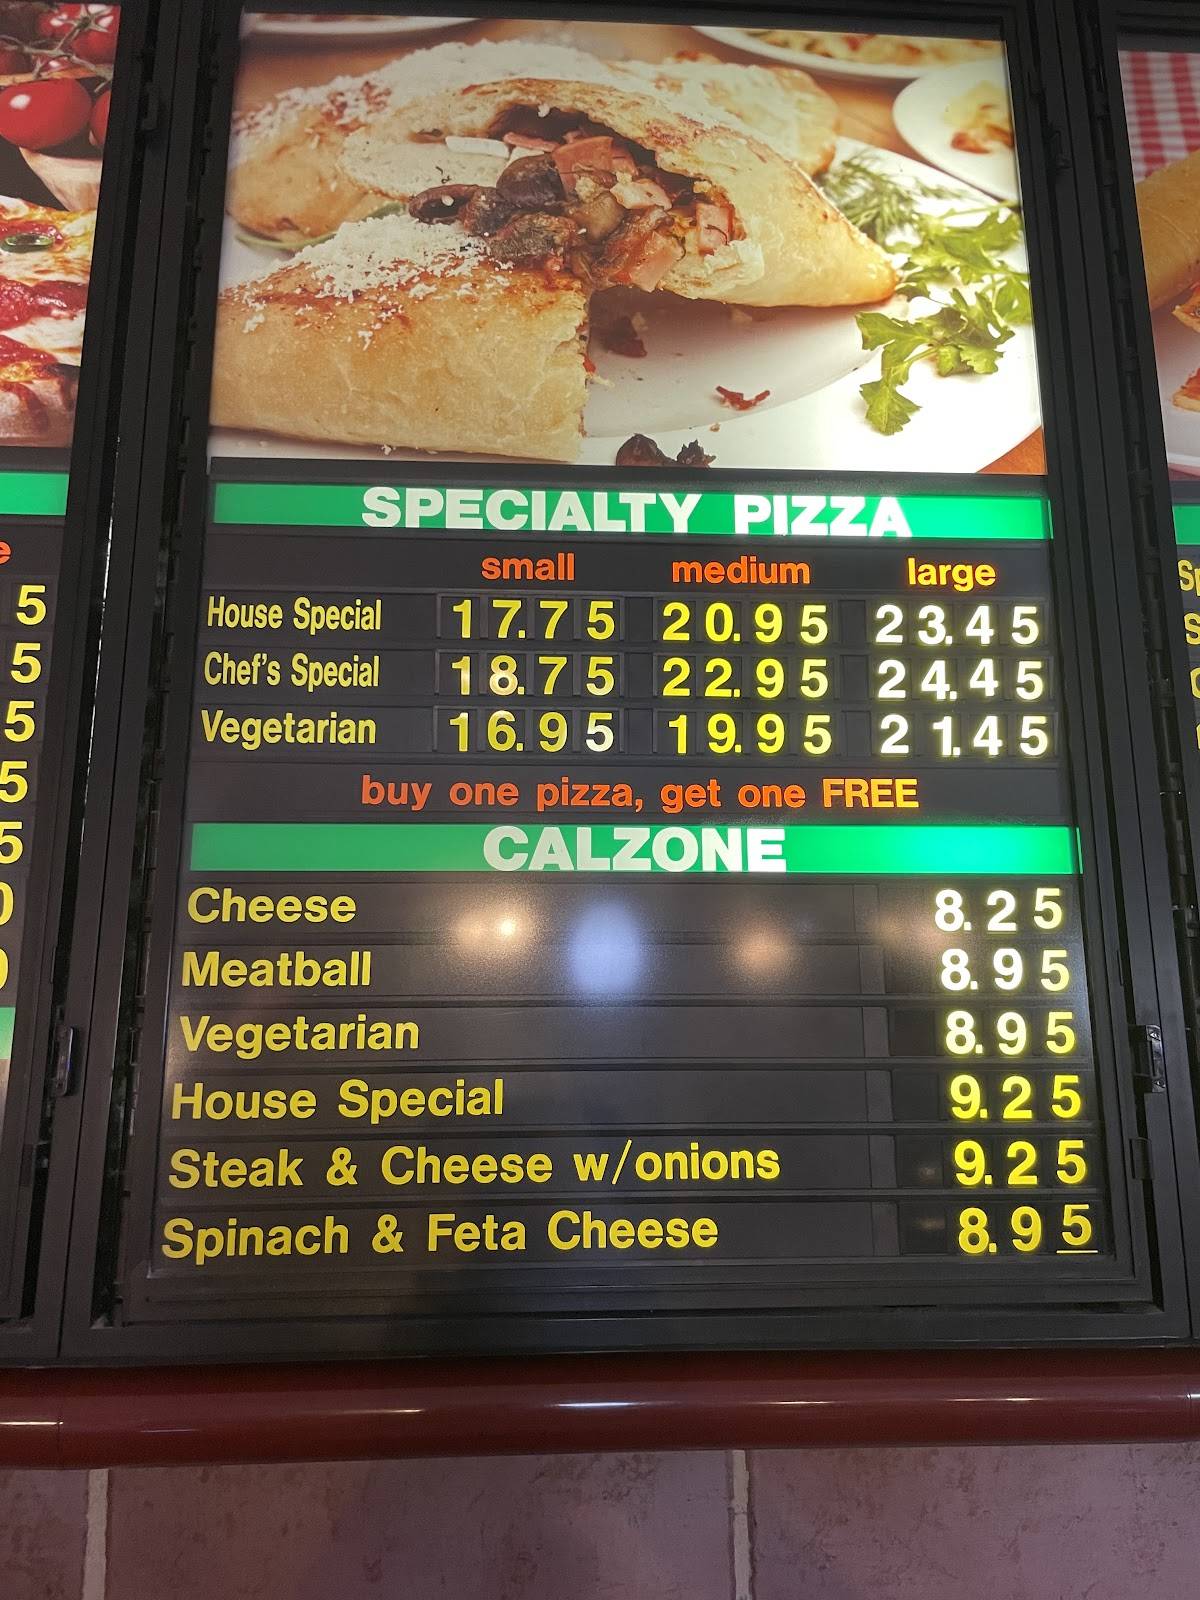 SPECIALTY PIZZA
small medium large
House Special 17.75 20.95 23.45
Chef's Special 18.75 22.95 24.45
Vegetarian 16.95 19.95 21.45
buy one pizza, get one FREE
CALZONE
Cheese 8.25
Meatball 8.95
Vegetarian 8.95
House Special 9.25
Steak & Cheese w/onions 9.25
Spinach & Feta Cheese 8.95